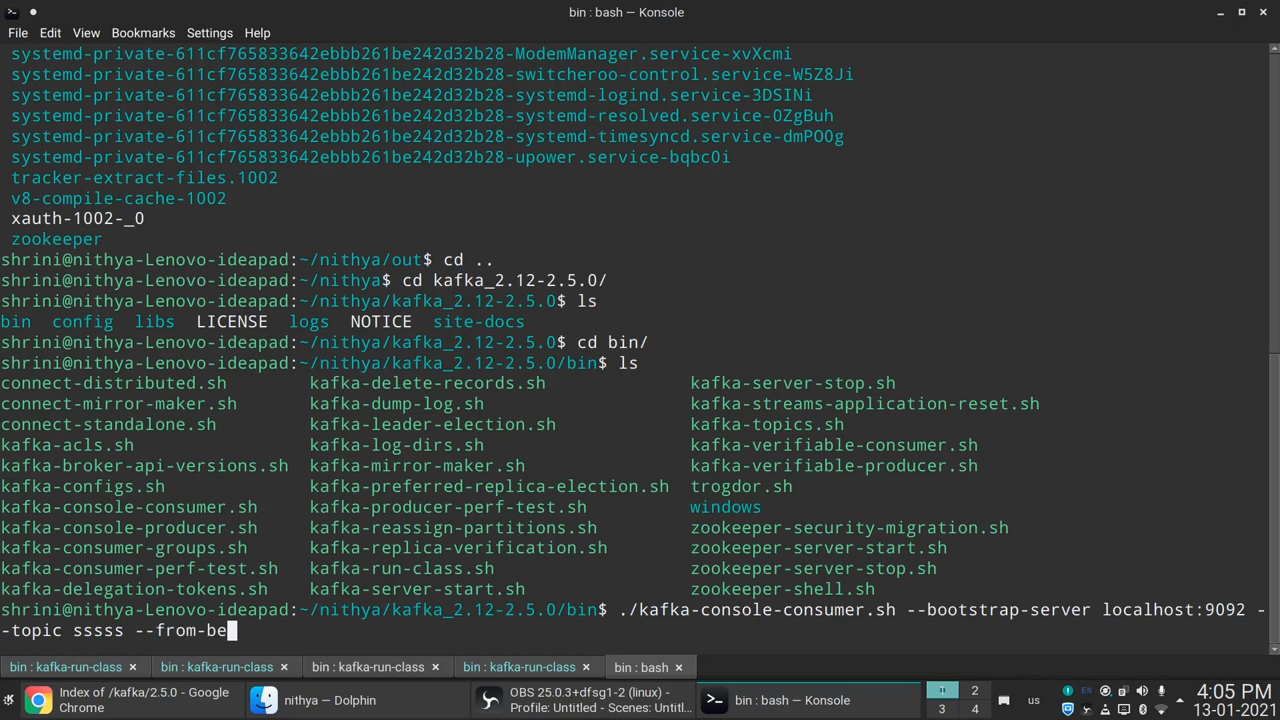 bin : bash — Konsole
File Edit View Bookmarks Settings Help
systemd-private-611cf765833642ebbb261be242d32b28-ModemManager.service-xvXcmi
systemd-private-611cf765833642ebbb261be242d32b28-switcheroo-control.service-W5Z8Ji
systemd-private-611cf765833642ebbb261be242d32b28-systemd-logind.service-3DSINi
systemd-private-611cf765833642ebbb261be242d32b28-systemd-resolved.service-0ZgBuh
systemd-private-611cf765833642ebbb261be242d32b28-systemd-timesyncd.service-dmPOOg
systemd-private-611cf765833642ebbb261be242d32b28-upower.service-bqbc0i
tracker-extract-files.1002
v8-compile-cache-1002
xauth-1002-_0
zookeeper
shrini@nithya-Lenovo-ideapad:~/nithya/out$ cd ..
shrini@nithya-Lenovo-ideapad:~/nithya$ cd kafka_2.12-2.5.0/
shrini@nithya-Lenovo-ideapad:~/nithya/kafka_2.12-2.5.0$ ls
bin config libs LICENSE logs NOTICE site-docs
shrini@nithya-Lenovo-ideapad:~/nithya/kafka_2.12-2.5.0$ cd bin/
shrini@nithya-Lenovo-ideapad:~/nithya/kafka_2.12-2.5.0/bin$ ls
connect-distributed.sh kafka-delete-records.sh kafka-server-stop.sh
connect-mirror-maker.sh kafka-dump-log.sh kafka-streams-application-reset.sh
connect-standalone.sh kafka-leader-election.sh kafka-topics.sh
kafka-acls.sh kafka-log-dirs.sh kafka-verifiable-consumer.sh
kafka-broker-api-versions.sh kafka-mirror-maker.sh kafka-verifiable-producer.sh
kafka-configs.sh kafka-preferred-replica-election.sh trogdor.sh
kafka-console-consumer.sh kafka-producer-perf-test.sh windows
kafka-console-producer.sh kafka-reassign-partitions.sh zookeeper-security-migration.sh
kafka-consumer-groups.sh kafka-replica-verification.sh zookeeper-server-start.sh
kafka-consumer-perf-test.sh kafka-run-class.sh zookeeper-server-stop.sh
kafka-delegation-tokens.sh kafka-server-start.sh zookeeper-shell.sh
shrini@nithya-Lenovo-ideapad:~/nithya/kafka_2.12-2.5.0/bin$ ./kafka-console-consumer.sh --bootstrap-server localhost:9092 -
-topic sssss --from-be
bin : kafka-run-class bin : kafka-run-class bin : kafka-run-class bin : kafka-run-class bin : bash
Index of /kafka/2.5.0 - Google Chrome
nithya — Dolphin
OBS 25.0.3+dfsg1-2 (linux) - Profile: Untitled - Scenes: Untitl...
bin : bash — Konsole
1 2
3 4
EN
us
4:05 PM
13-01-2021